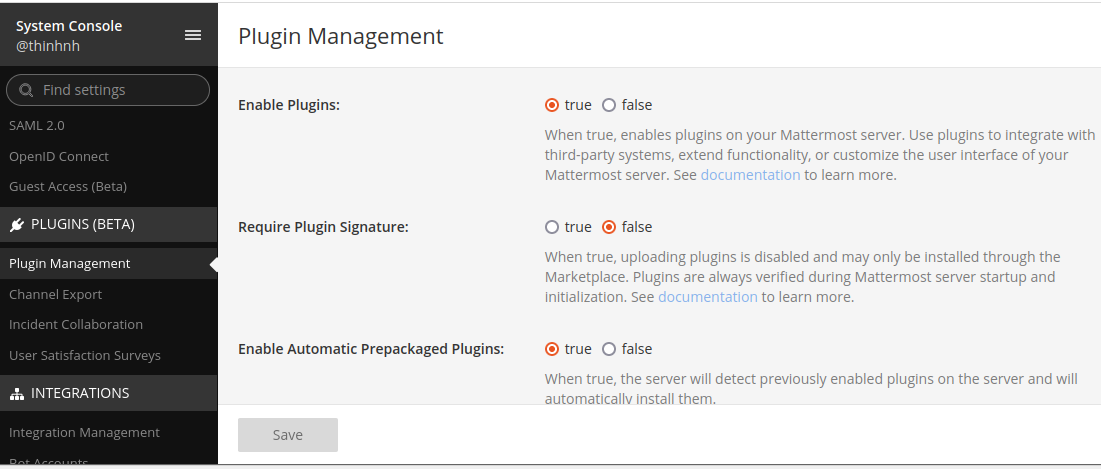 System Console
@thinhnh
Find settings
SAML 2.0
OpenID Connect
Guest Access (Beta)
PLUGINS (BETA)
Plugin Management
Channel Export
Incident Collaboration
User Satisfaction Surveys
INTEGRATIONS
Integration Management
Bot Accounts
Plugin Management
Enable Plugins:
true false
When true, enables plugins on your Mattermost server. Use plugins to integrate with
third-party systems, extend functionality, or customize the user interface of your
Mattermost server. See documentation to learn more.
Require Plugin Signature:
true false
When true, uploading plugins is disabled and may only be installed through the
Marketplace. Plugins are always verified during Mattermost server startup and
initialization. See documentation to learn more.
Enable Automatic Prepackaged Plugins:
true false
When true, the server will detect previously enabled plugins on the server and will
automatically install them.
Save